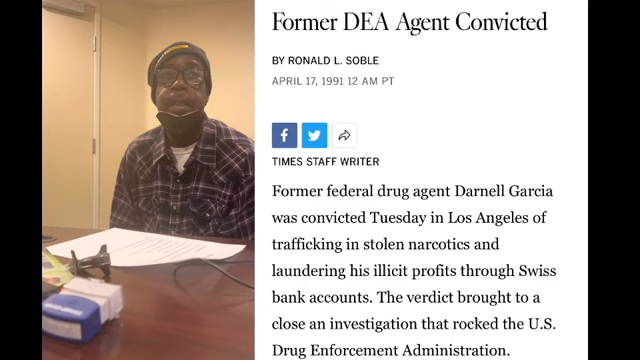 Former DEA Agent Convicted
BY RONALD L. SOBLE
APRIL 17, 1991 12 AM PT
TIMES STAFF WRITER
Former federal drug agent Darnell Garcia
was convicted Tuesday in Los Angeles of
trafficking in stolen narcotics and
laundering his illicit profits through Swiss
bank accounts. The verdict brought to a
close an investigation that rocked the U.S.
Drug Enforcement Administration.